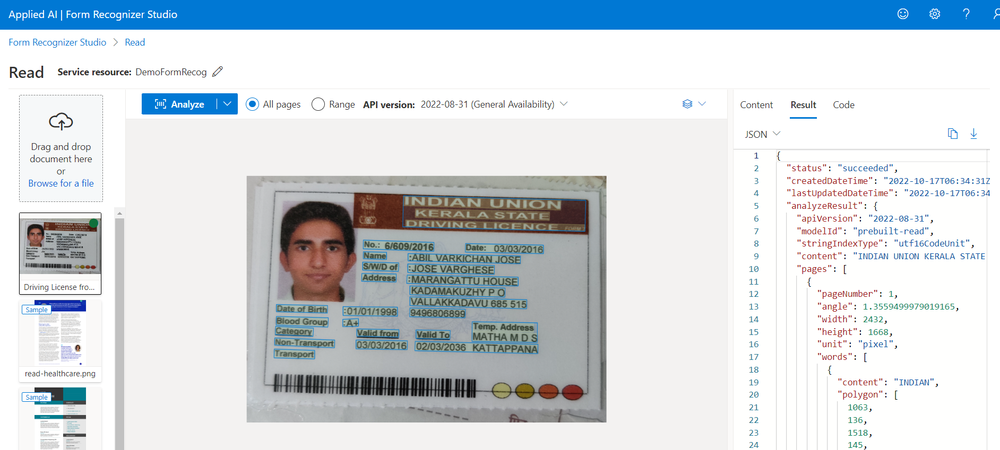 Applied AI | Form Recognizer Studio
Form Recognizer Studio > Read
Read Service resource: DemoFormRecog
Drag and drop
document here
or
Browse for a file
Driving License fro...
Sample
read-healthcare.png
Sample
Analyze All pages Range API version: 2022-08-31 (General Availability)
INDIAN UNION
KERALA STATE
DRIVING LICENCE FORM 7
No.: 6/609/2016 Date: 03/03/2016
Name :ABIL VARKICHAN JOSE
S/W/D of :JOSE VARGHESE
Address :MARANGATTU HOUSE
KADAMAKUZHY P O
VALLAKKADAVU 685 515
Date of Birth :01/01/1998 9496806899
Blood Group :A+
Category Valid from Valid To Temp. Address
MATHA M D S
Non-Transport 03/03/2016 02/03/2036 KATTAPPANA
Transport
Content Result Code
JSON
1 {
2 "status": "succeeded",
3 "createdDateTime": "2022-10-17T06:34:31Z
4 "lastUpdatedDateTime": "2022-10-17T06:34
5 "analyzeResult": {
6 "apiVersion": "2022-08-31",
7 "modelId": "prebuilt-read",
8 "stringIndexType": "utf16CodeUnit",
9 "content": "INDIAN UNION KERALA STATE
10 "pages": [
11 {
12 "pageNumber": 1,
13 "angle": 1.3559499979019165,
14 "width": 2432,
15 "height": 1668,
16 "unit": "pixel",
17 "words": [
18 {
19 "content": "INDIAN",
20 "polygon": [
21 1063,
22 136,
23 1518,
24 145,